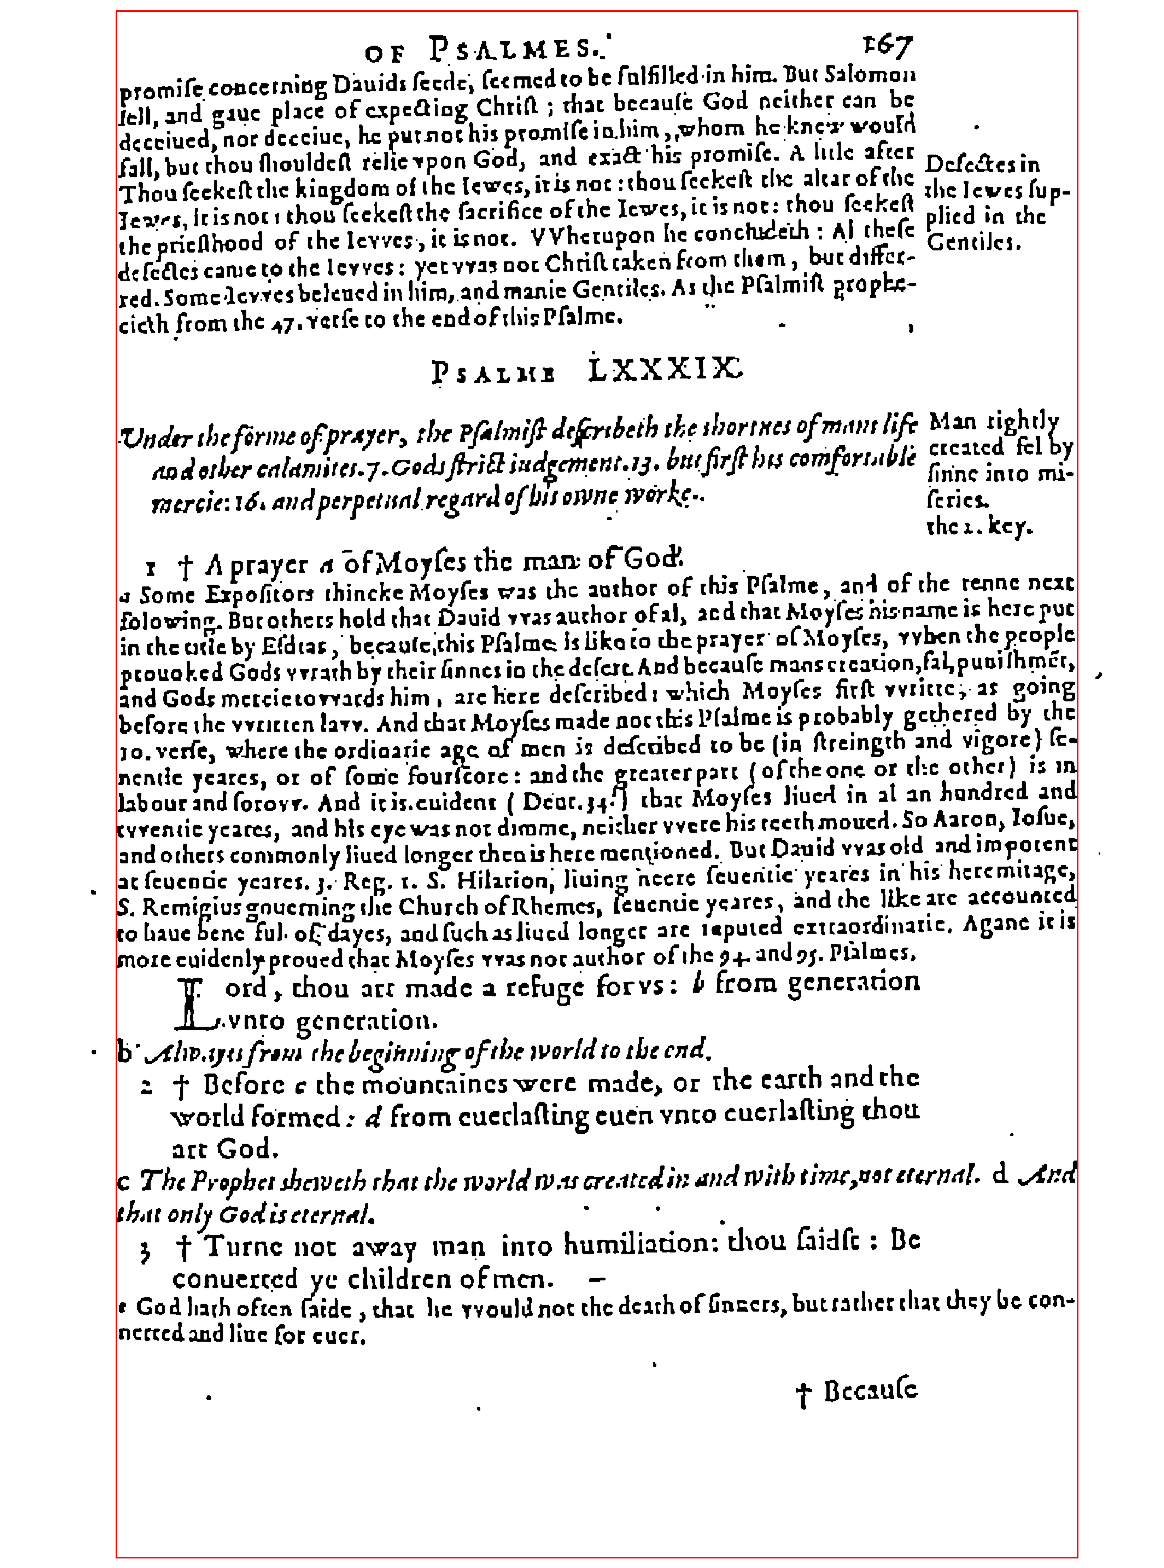 OF PSALMES. 167
promiſe concerning Dauids ſeede, ſeemed to be fulfilled in him. But Salomon
fell, and gaue place of expecting Chriſt ; that becauſe God neither can be
deceiued, nor deceiue, he put not his promiſe in him, whom he knew would
fall, but thou ſhouldeſt relie vpon God, and exact his promiſe. A litle after
Thou ſeekeſt the kingdom of the Iewes, it is not : thou ſeekeſt the altar of the
Iewes, it is not : thou ſeekeſt the ſacrifice of the Iewes, it is not : thou ſeekeſt
the prieſthood of the Ievves, it is not. VVherupon he concludeth : Al theſe
defectes came to the Ievves : yet vvas not Chriſt taken from them, but differ-
red. Some Ievves beleued in him, and manie Gentiles. As the Pſalmiſt prophe-
cieth from the 47. verſe to the end of this Pſalme.
Defectes in
the Iewes ſup-
plied in the
Gentiles.
PSALME LXXXIX.
Vnder the forme of prayer, the Pſalmiſt deſcribeth the shortnes of mans life
and other calamites. 7. Gods ſtrict iudgement. 13. but firſt his comfortable
mercie: 16. and perpetual regard of his owne worke.
Man rightly
created fel by
ſinne into mi-
ſeries.
the 2. key.
1 † A prayer a of Moyſes the man of God.
a Some Expoſitors thincke Moyſes was the author of this Pſalme, and of the tenne next
folowing. But others hold that Dauid vvas author of al, and that Moyſes his name is here put
in the title by Eſdras, becauſe this Pſalme is like to the prayer of Moyſes, vvhen the people
prouoked Gods vvrath by their ſinnes in the deſert. And becauſe mans creation, fal, puniſhmēt,
and Gods mercie tovvards him, are here deſcribed : which Moyſes firſt vvritte, as going
before the vvritten lavv. And that Moyſes made not this Pſalme is probably gethered by the
10. verſe, where the ordinarie age of men is deſcribed to be (in ſtreingth and vigore) ſe-
uentie yeares, or of ſome fourſcore : and the greater part (of the one or the other) is in
labour and ſorovv. And it is euident ( Deut. 34.) that Moyſes liued in al an hundred and
tvventie yeares, and his eye was not dimme, neither vvere his teeth moued. So Aaron, Ioſue,
and others commonly liued longer then is here mentioned. But Dauid vvas old and impotent
at ſeuentie yeares. 3. Reg. 1. S. Hilarion, liuing neere ſeuentie yeares in his heremitage,
S. Remigius gouerning the Church of Rhemes, ſeuentie yeares, and the like are accounted
to haue bene ful of dayes, and ſuch as liued longer are reputed extraordinarie. Agane it is
more euidenly proued that Moyſes vvas not author of the 94. and 95. Pſalmes.
Lord, thou art made a refuge for vs : b from generation
vnto generation.
b Alwayes from the beginning of the world to the end.
2 † Before c the mountaines were made, or the earth and the
world formed : d from euerlaſting euen vnto euerlaſting thou
art God.
c The Prophet sheweth that the world was created in and with time, not eternal. d And
that only God is eternal.
3 † Turne not away man into humiliation: thou ſaidſt : Be
conuerted ye children of men.
e God hath often ſaide, that he vvould not the death of ſinners, but rather that they be con-
uerted and liue for euer.
† Becauſe